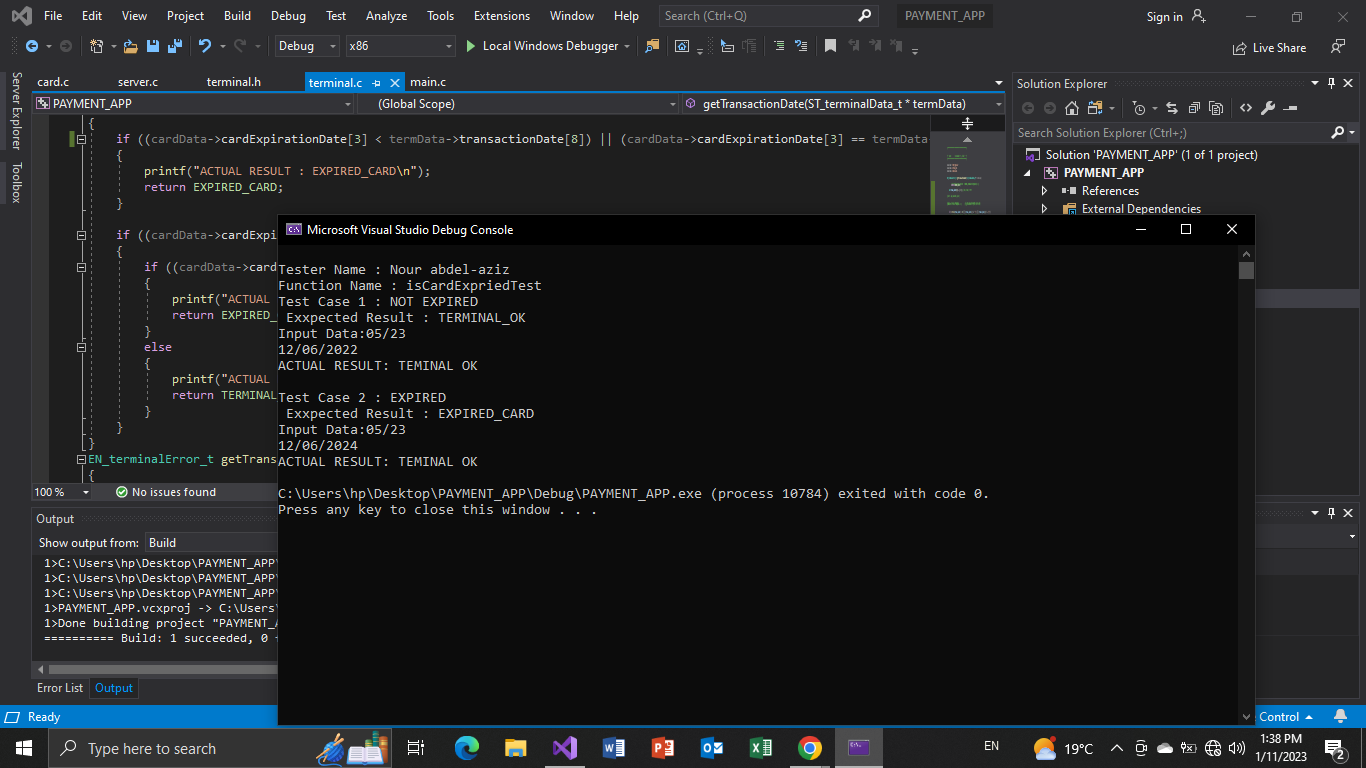 File Edit View Project Build Debug Test Analyze Tools Extensions Window Help Search (Ctrl+Q) PAYMENT_APP Sign in
Debug x86 Local Windows Debugger Live Share
Server Explorer
Toolbox
card.c server.c terminal.h terminal.c main.c
PAYMENT_APP (Global Scope) getTransactionDate(ST_terminalData_t * termData)
{
if ((cardData->cardExpirationDate[3] < termData->transactionDate[8]) || (cardData->cardExpirationDate[3] == termData
{
printf("ACTUAL RESULT : EXPIRED_CARD\n");
return EXPIRED_CARD;
}
if ((cardData->cardExpi
{
if ((cardData->card
{
printf("ACTUAL
return EXPIRED_
}
else
{
printf("ACTUAL
return TERMINAL
}
}
}
EN_terminalError_t getTrans
{
100 % No issues found
Solution Explorer
Search Solution Explorer (Ctrl+;)
Solution 'PAYMENT_APP' (1 of 1 project)
PAYMENT_APP
References
External Dependencies
Microsoft Visual Studio Debug Console
Tester Name : Nour abdel-aziz
Function Name : isCardExpriedTest
Test Case 1 : NOT EXPIRED
Exxpected Result : TERMINAL_OK
Input Data:05/23
12/06/2022
ACTUAL RESULT: TEMINAL OK
Test Case 2 : EXPIRED
Exxpected Result : EXPIRED_CARD
Input Data:05/23
12/06/2024
ACTUAL RESULT: TEMINAL OK
C:\Users\hp\Desktop\PAYMENT_APP\Debug\PAYMENT_APP.exe (process 10784) exited with code 0.
Press any key to close this window . . .
Output
Show output from: Build
1>C:\Users\hp\Desktop\PAYMENT_APP\
1>C:\Users\hp\Desktop\PAYMENT_APP\
1>C:\Users\hp\Desktop\PAYMENT_APP\
1>PAYMENT_APP.vcxproj -> C:\Users\
1>Done building project "PAYMENT_A
========== Build: 1 succeeded, 0
Error List Output
Ready
Control
Type here to search
EN
19°C
1:38 PM
1/11/2023
2